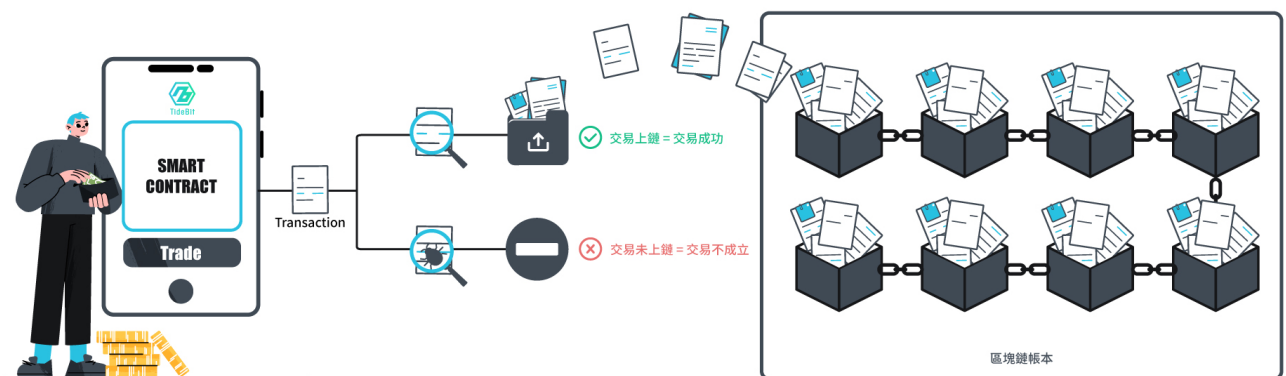 TideBit
SMART
CONTRACT
Trade
Transaction
交易上鏈 = 交易成功
交易未上鏈 = 交易不成立
區塊鏈帳本